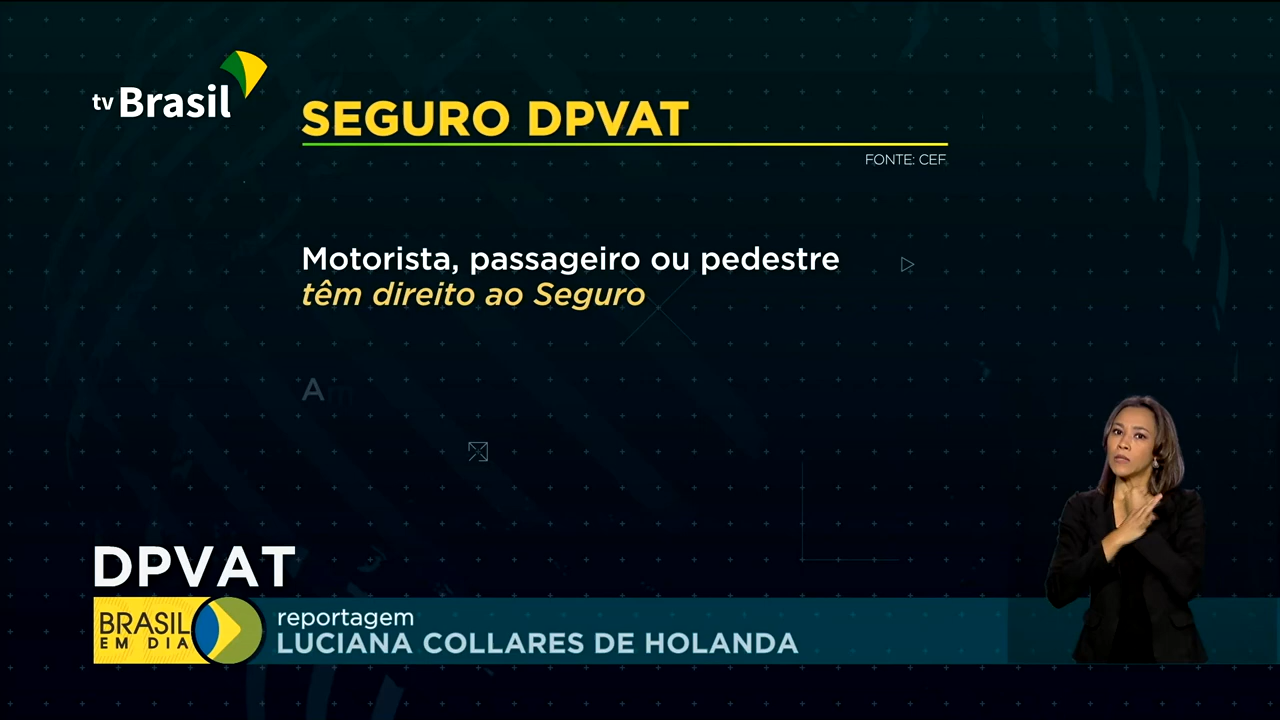 tv Brasil
SEGURO DPVAT
FONTE: CEF
Motorista, passageiro ou pedestre
têm direito ao Seguro
A
DPVAT
BRASIL
EM DIA
reportagem
LUCIANA COLLARES DE HOLANDA